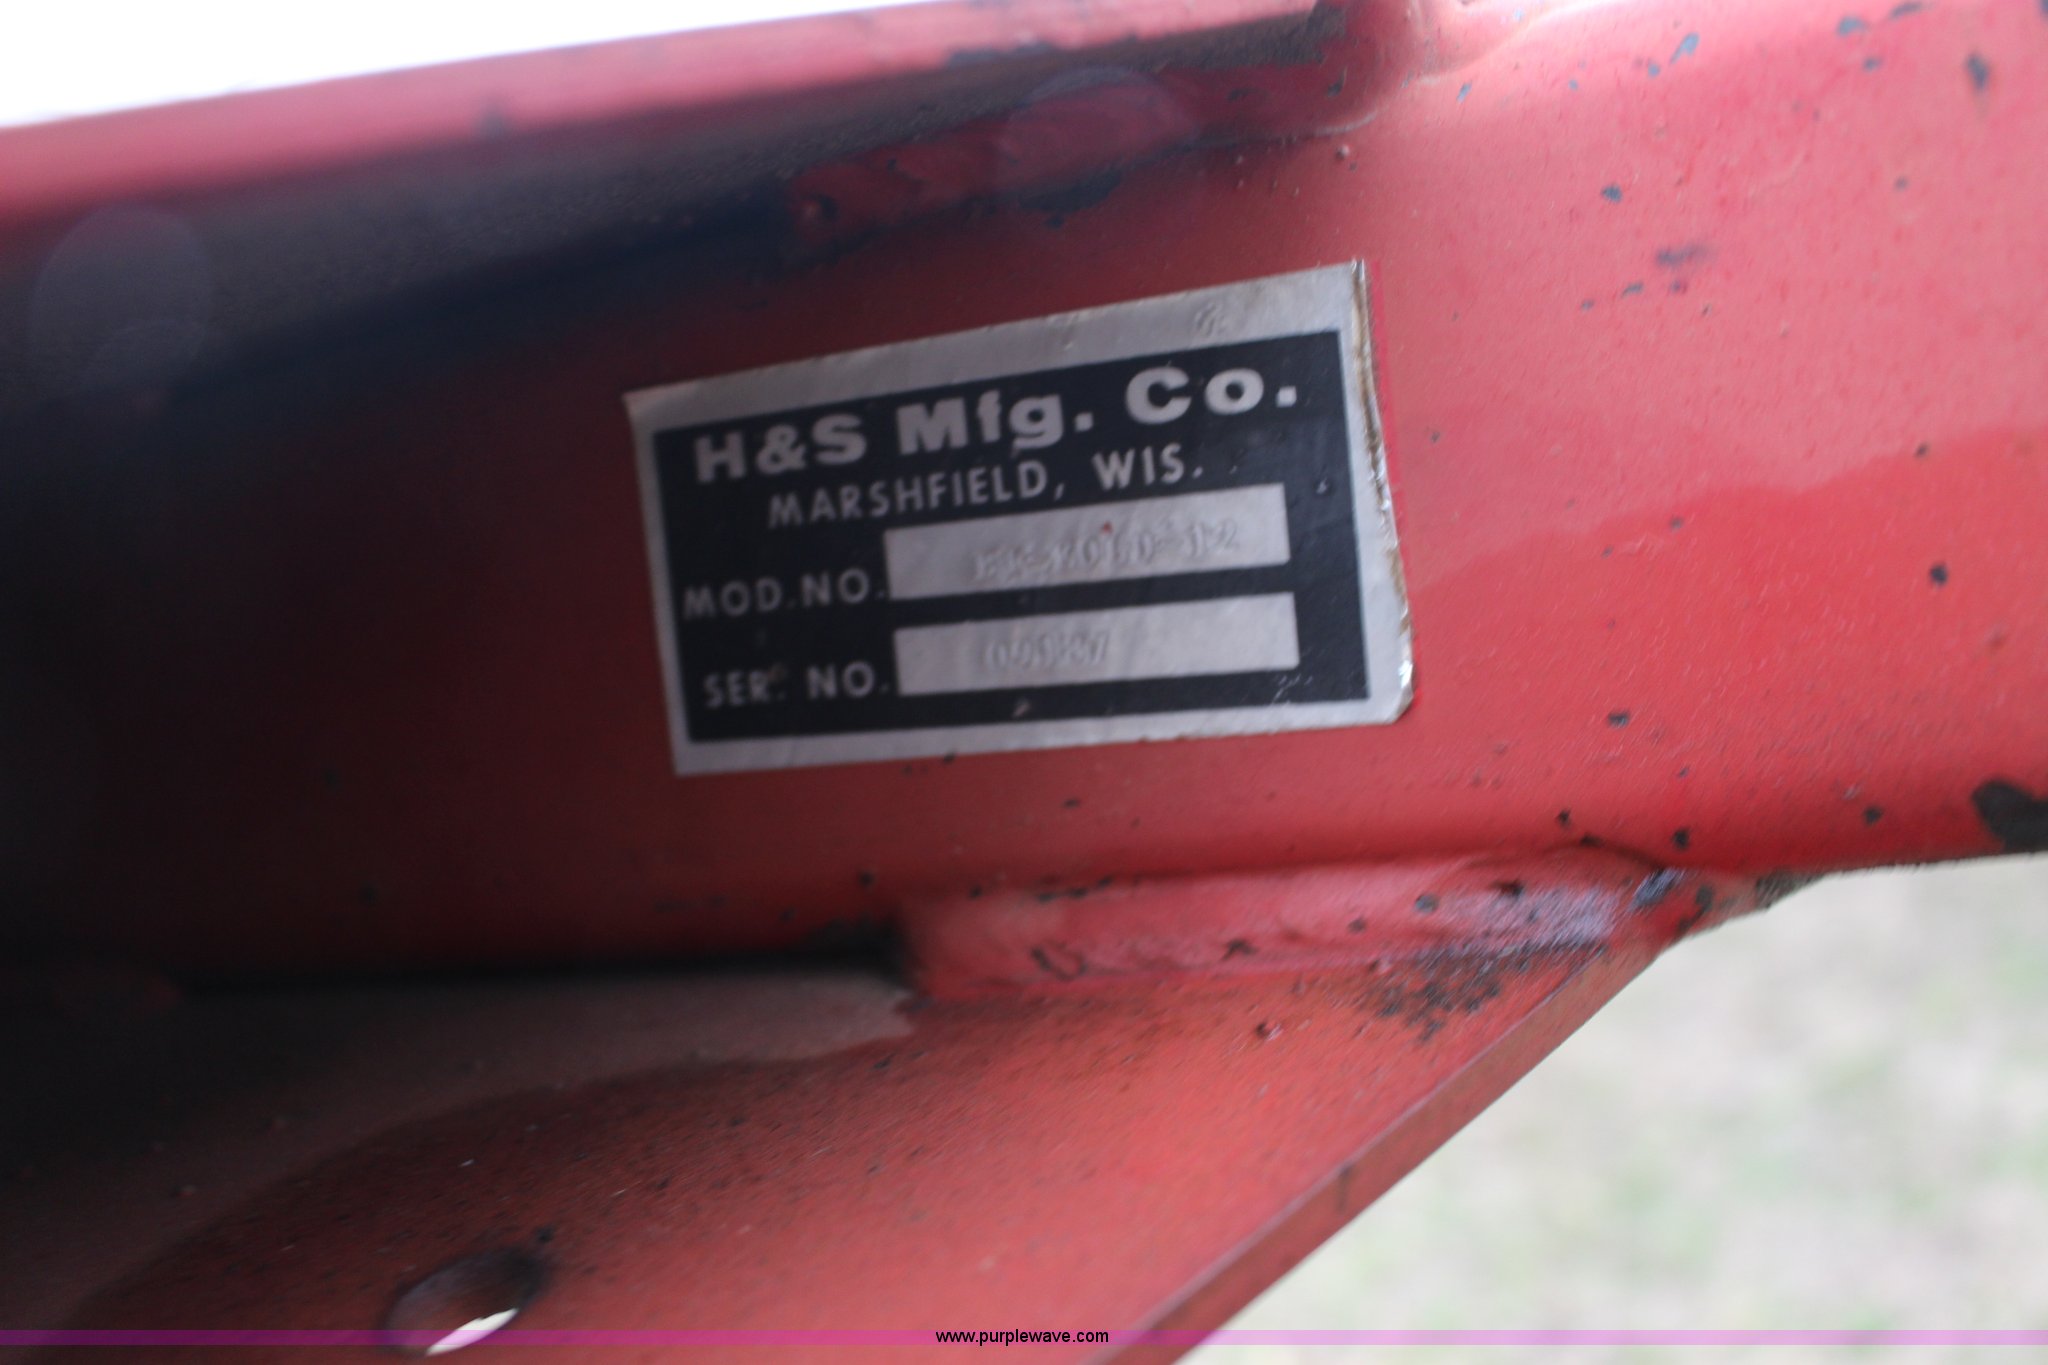 H&S Mfg. Co.
MARSHFIELD, WIS.
MOD. NO.
SER. NO.
www.purplewave.com